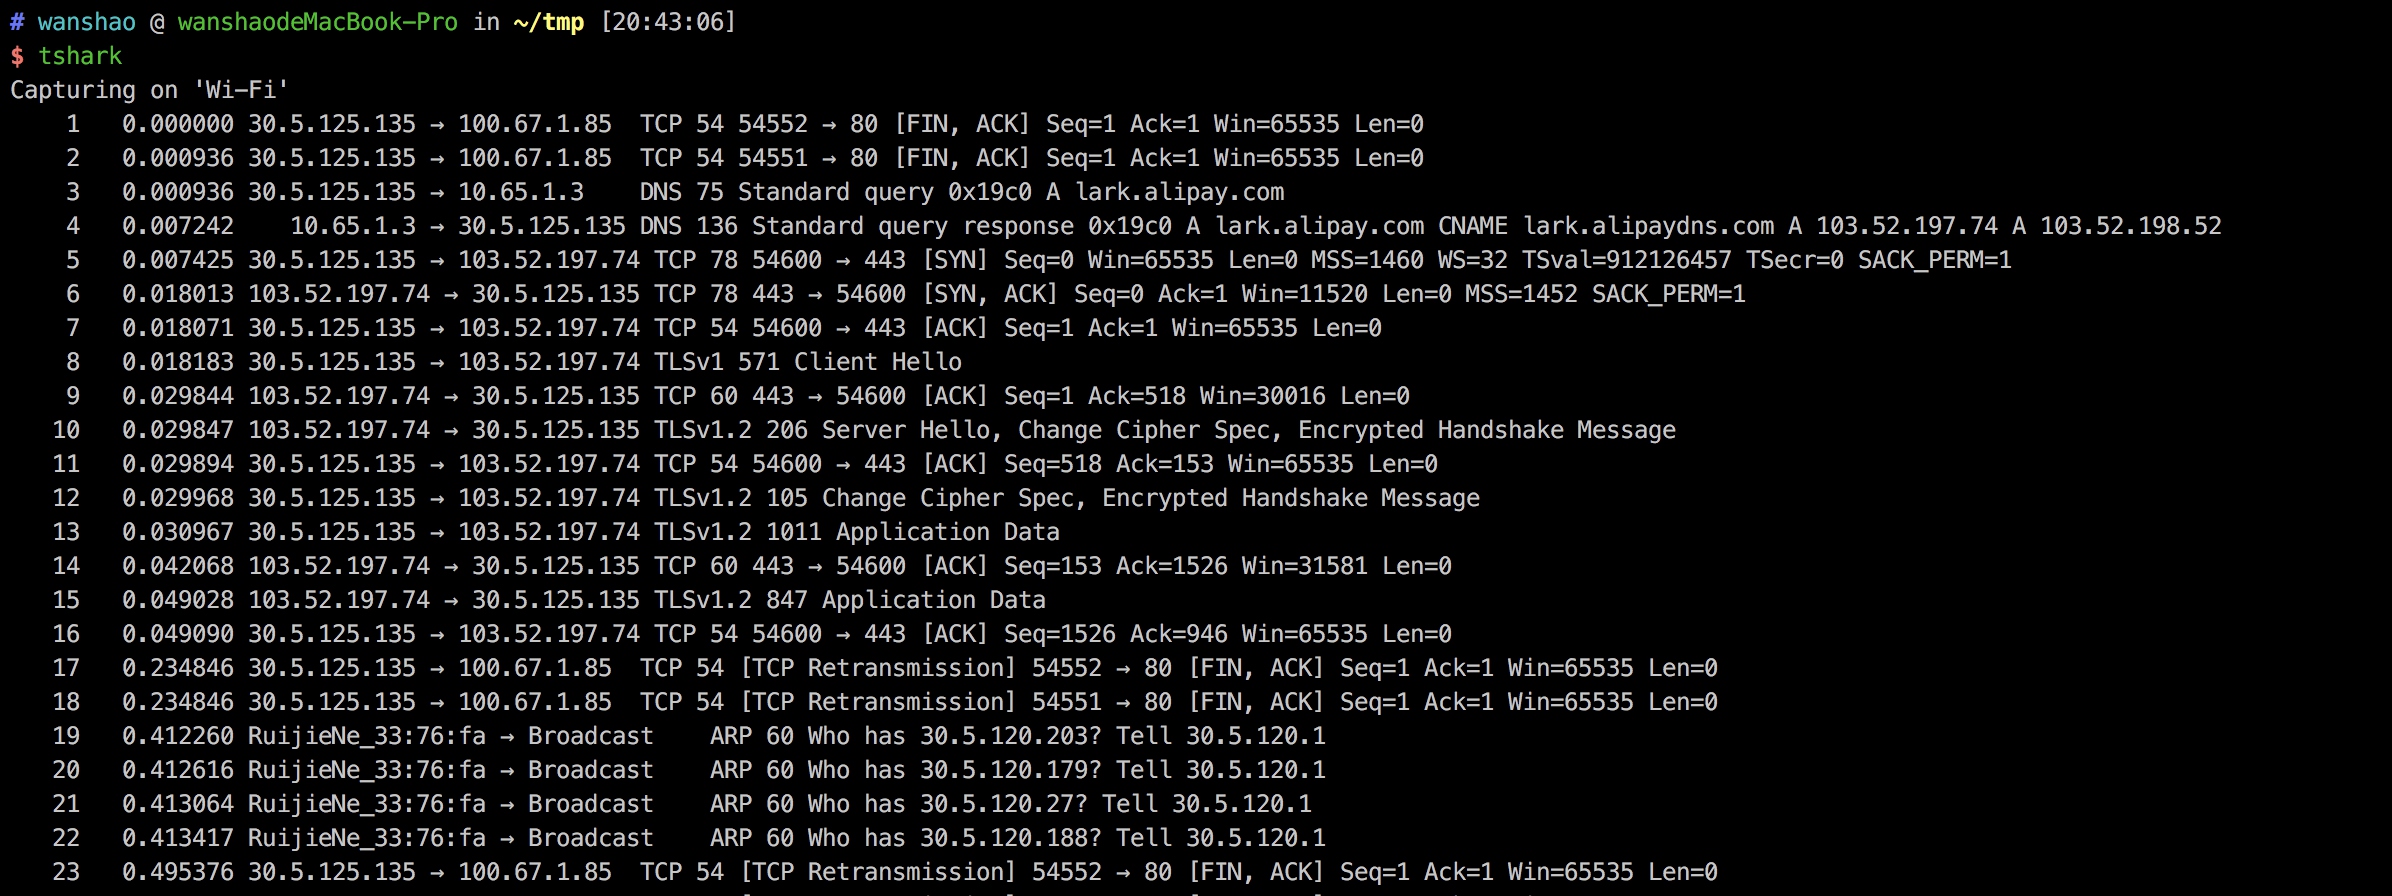 # wanshao @ wanshaodeMacBook-Pro in ~/tmp [20:43:06]
$ tshark
Capturing on 'Wi-Fi'
    1   0.000000 30.5.125.135 → 100.67.1.85  TCP 54 54552 → 80 [FIN, ACK] Seq=1 Ack=1 Win=65535 Len=0
    2   0.000936 30.5.125.135 → 100.67.1.85  TCP 54 54551 → 80 [FIN, ACK] Seq=1 Ack=1 Win=65535 Len=0
    3   0.000936 30.5.125.135 → 10.65.1.3    DNS 75 Standard query 0x19c0 A lark.alipay.com
    4   0.007242    10.65.1.3 → 30.5.125.135 DNS 136 Standard query response 0x19c0 A lark.alipay.com CNAME lark.alipaydns.com A 103.52.197.74 A 103.52.198.52
    5   0.007425 30.5.125.135 → 103.52.197.74 TCP 78 54600 → 443 [SYN] Seq=0 Win=65535 Len=0 MSS=1460 WS=32 TSval=912126457 TSecr=0 SACK_PERM=1
    6   0.018013 103.52.197.74 → 30.5.125.135 TCP 78 443 → 54600 [SYN, ACK] Seq=0 Ack=1 Win=11520 Len=0 MSS=1452 SACK_PERM=1
    7   0.018071 30.5.125.135 → 103.52.197.74 TCP 54 54600 → 443 [ACK] Seq=1 Ack=1 Win=65535 Len=0
    8   0.018183 30.5.125.135 → 103.52.197.74 TLSv1 571 Client Hello
    9   0.029844 103.52.197.74 → 30.5.125.135 TCP 60 443 → 54600 [ACK] Seq=1 Ack=518 Win=30016 Len=0
   10   0.029847 103.52.197.74 → 30.5.125.135 TLSv1.2 206 Server Hello, Change Cipher Spec, Encrypted Handshake Message
   11   0.029894 30.5.125.135 → 103.52.197.74 TCP 54 54600 → 443 [ACK] Seq=518 Ack=153 Win=65535 Len=0
   12   0.029968 30.5.125.135 → 103.52.197.74 TLSv1.2 105 Change Cipher Spec, Encrypted Handshake Message
   13   0.030967 30.5.125.135 → 103.52.197.74 TLSv1.2 1011 Application Data
   14   0.042068 103.52.197.74 → 30.5.125.135 TCP 60 443 → 54600 [ACK] Seq=153 Ack=1526 Win=31581 Len=0
   15   0.049028 103.52.197.74 → 30.5.125.135 TLSv1.2 847 Application Data
   16   0.049090 30.5.125.135 → 103.52.197.74 TCP 54 54600 → 443 [ACK] Seq=1526 Ack=946 Win=65535 Len=0
   17   0.234846 30.5.125.135 → 100.67.1.85  TCP 54 [TCP Retransmission] 54552 → 80 [FIN, ACK] Seq=1 Ack=1 Win=65535 Len=0
   18   0.234846 30.5.125.135 → 100.67.1.85  TCP 54 [TCP Retransmission] 54551 → 80 [FIN, ACK] Seq=1 Ack=1 Win=65535 Len=0
   19   0.412260 RuijieNe_33:76:fa → Broadcast    ARP 60 Who has 30.5.120.203? Tell 30.5.120.1
   20   0.412616 RuijieNe_33:76:fa → Broadcast    ARP 60 Who has 30.5.120.179? Tell 30.5.120.1
   21   0.413064 RuijieNe_33:76:fa → Broadcast    ARP 60 Who has 30.5.120.27? Tell 30.5.120.1
   22   0.413417 RuijieNe_33:76:fa → Broadcast    ARP 60 Who has 30.5.120.188? Tell 30.5.120.1
   23   0.495376 30.5.125.135 → 100.67.1.85  TCP 54 [TCP Retransmission] 54552 → 80 [FIN, ACK] Seq=1 Ack=1 Win=65535 Len=0